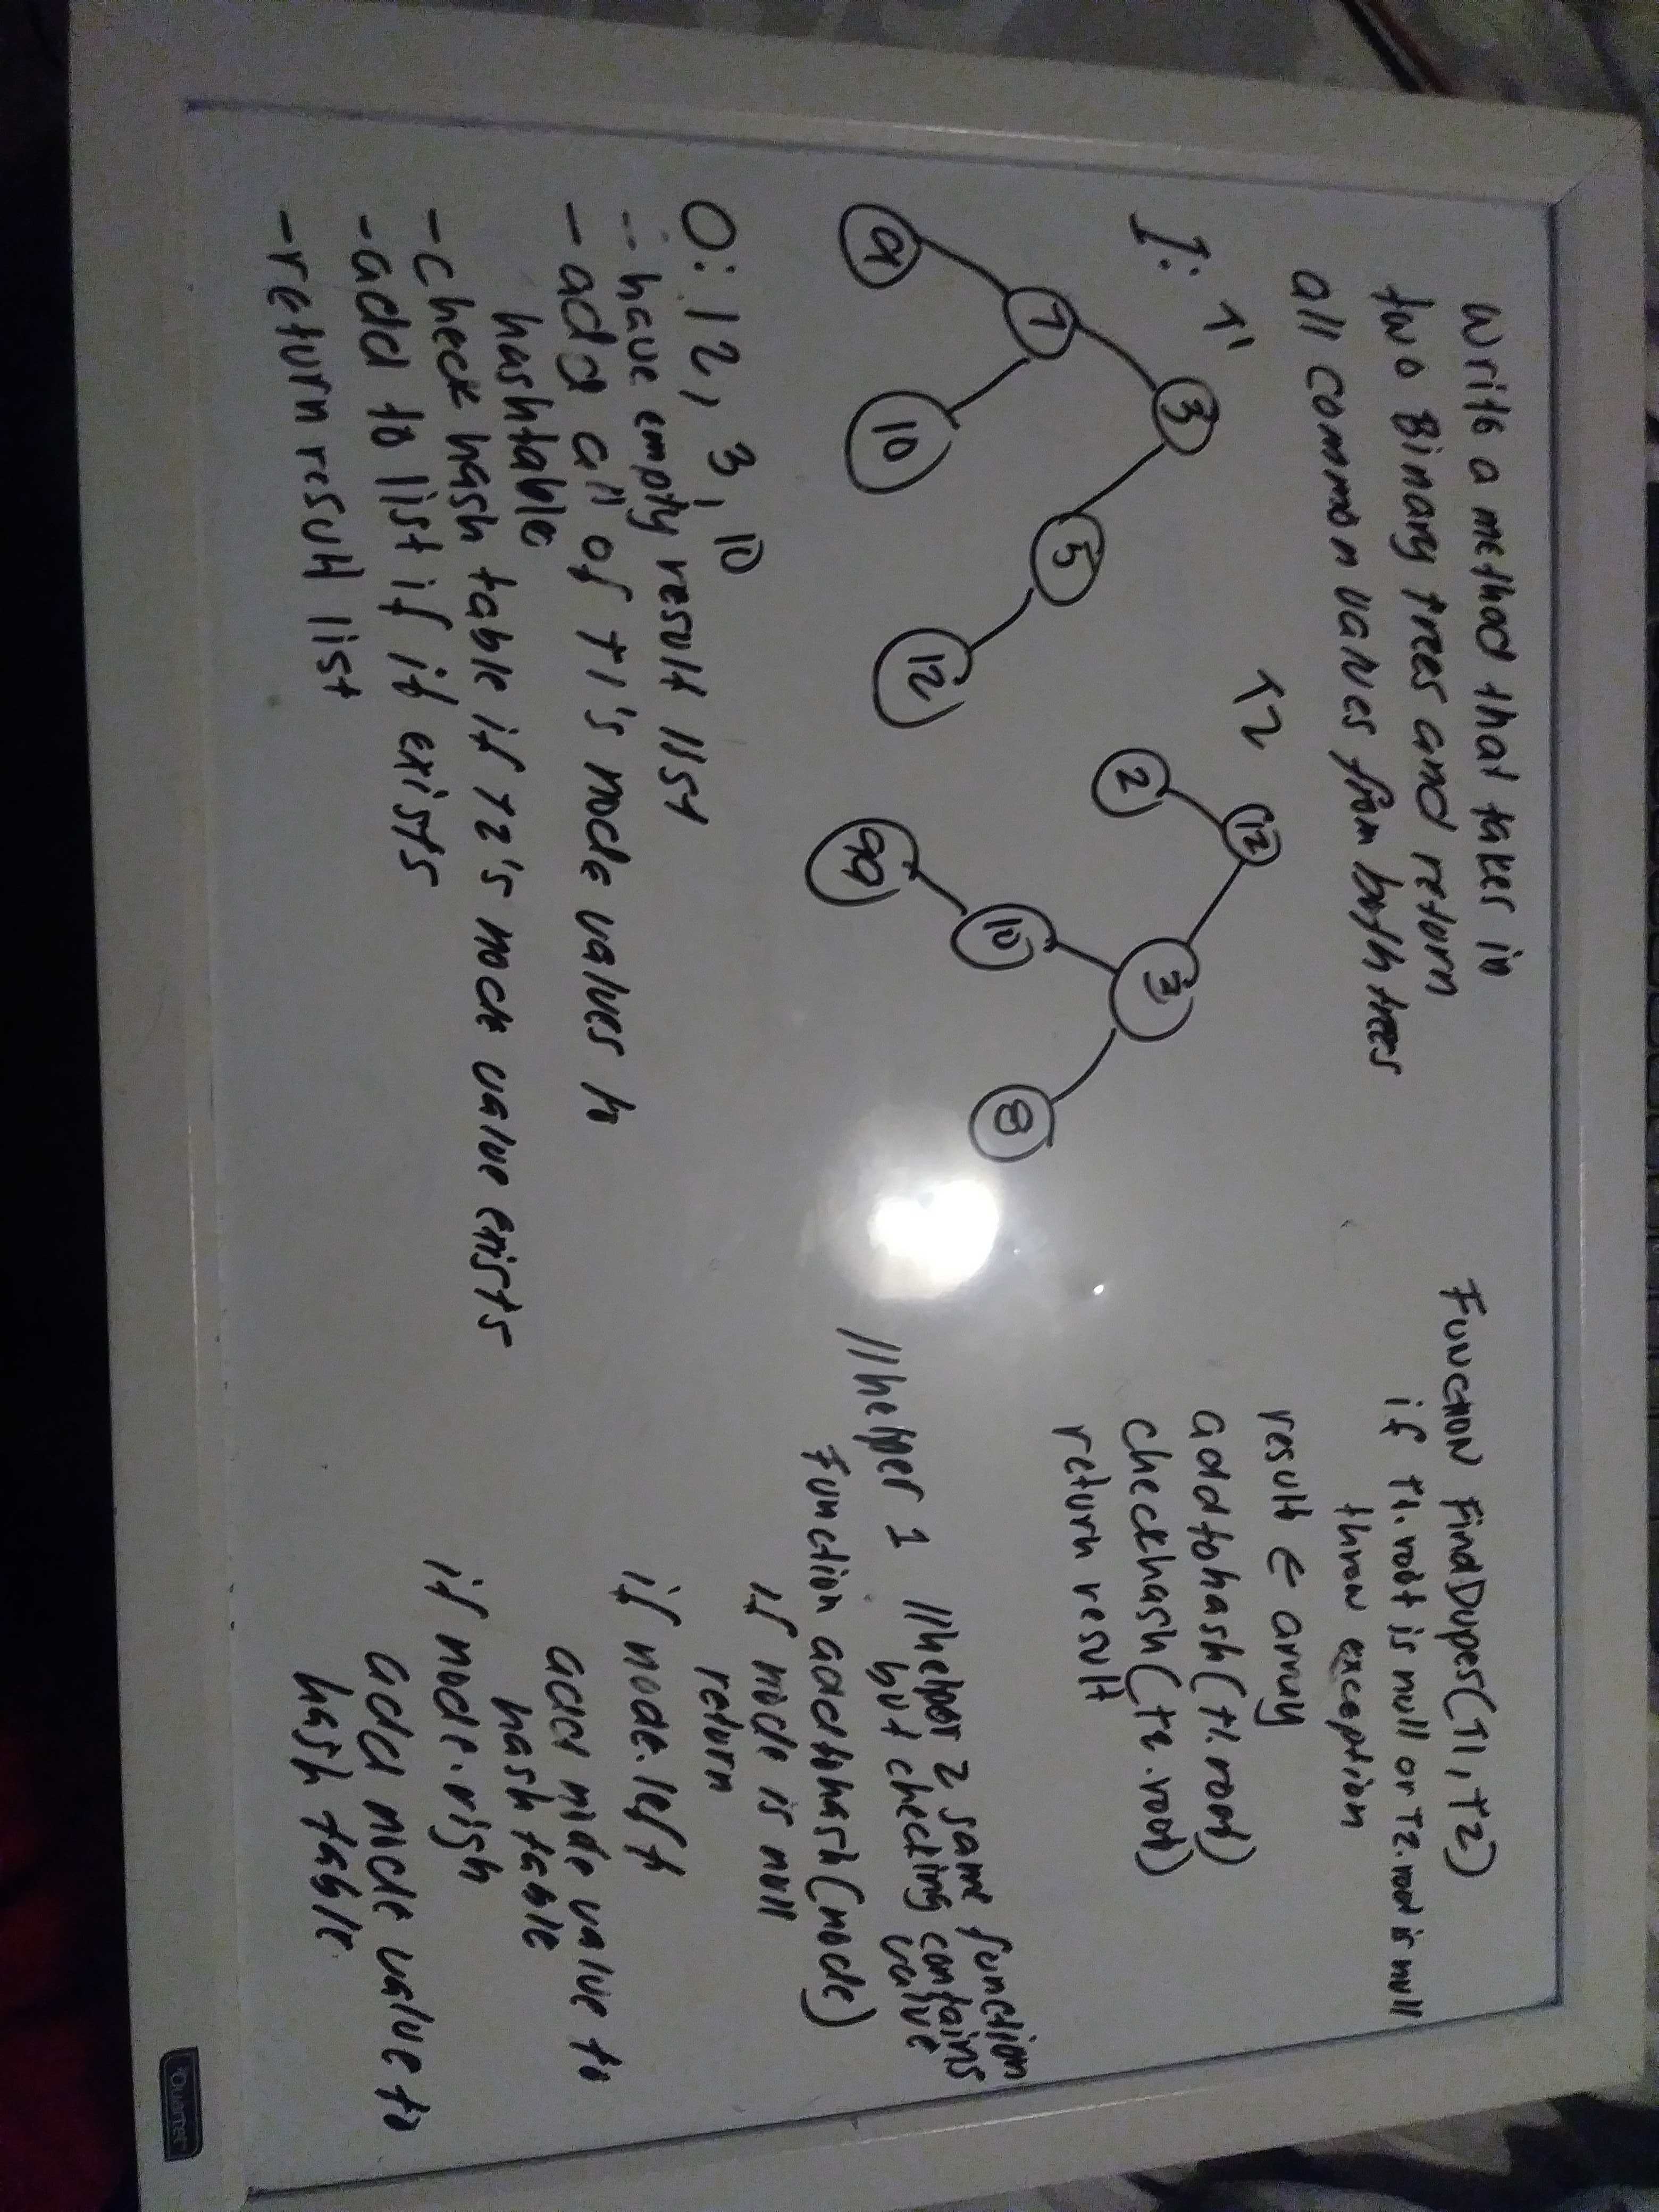 Write a method that takes in
two Binary trees and return
all common values from both trees
I: T1
3
7
5
9
10
12
T2
12
2
3
10
8
99
O: 12, 3, 10
- have empty result list
- add all of T1's node values to
hashtable
- check hash table if T2's node value exists
- add to list if it exists
- return result list
FUNCTION FindDupes(T1, T2)
if T1.root is null or T2.root is null
throw exception
result ← array
addtohash(t1.root)
checkhash(t2.root)
return result
//helper 1
//helper 2 same function
but checking contains
value
Function addtohash(node)
if node is null
return
if node.left
add node value to
hash table
if node.righ
add node value to
hash table
Quartet